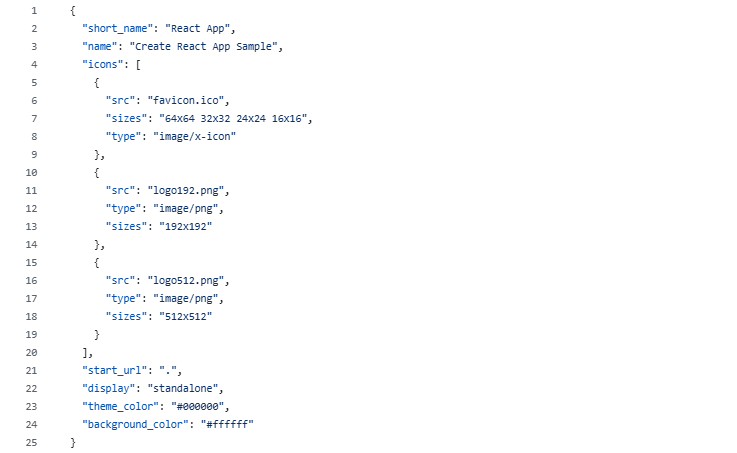 1 {
2 "short_name": "React App",
3 "name": "Create React App Sample",
4 "icons": [
5 {
6 "src": "favicon.ico",
7 "sizes": "64x64 32x32 24x24 16x16",
8 "type": "image/x-icon"
9 },
10 {
11 "src": "logo192.png",
12 "type": "image/png",
13 "sizes": "192x192"
14 },
15 {
16 "src": "logo512.png",
17 "type": "image/png",
18 "sizes": "512x512"
19 }
20 ],
21 "start_url": ".",
22 "display": "standalone",
23 "theme_color": "#000000",
24 "background_color": "#ffffff"
25 }